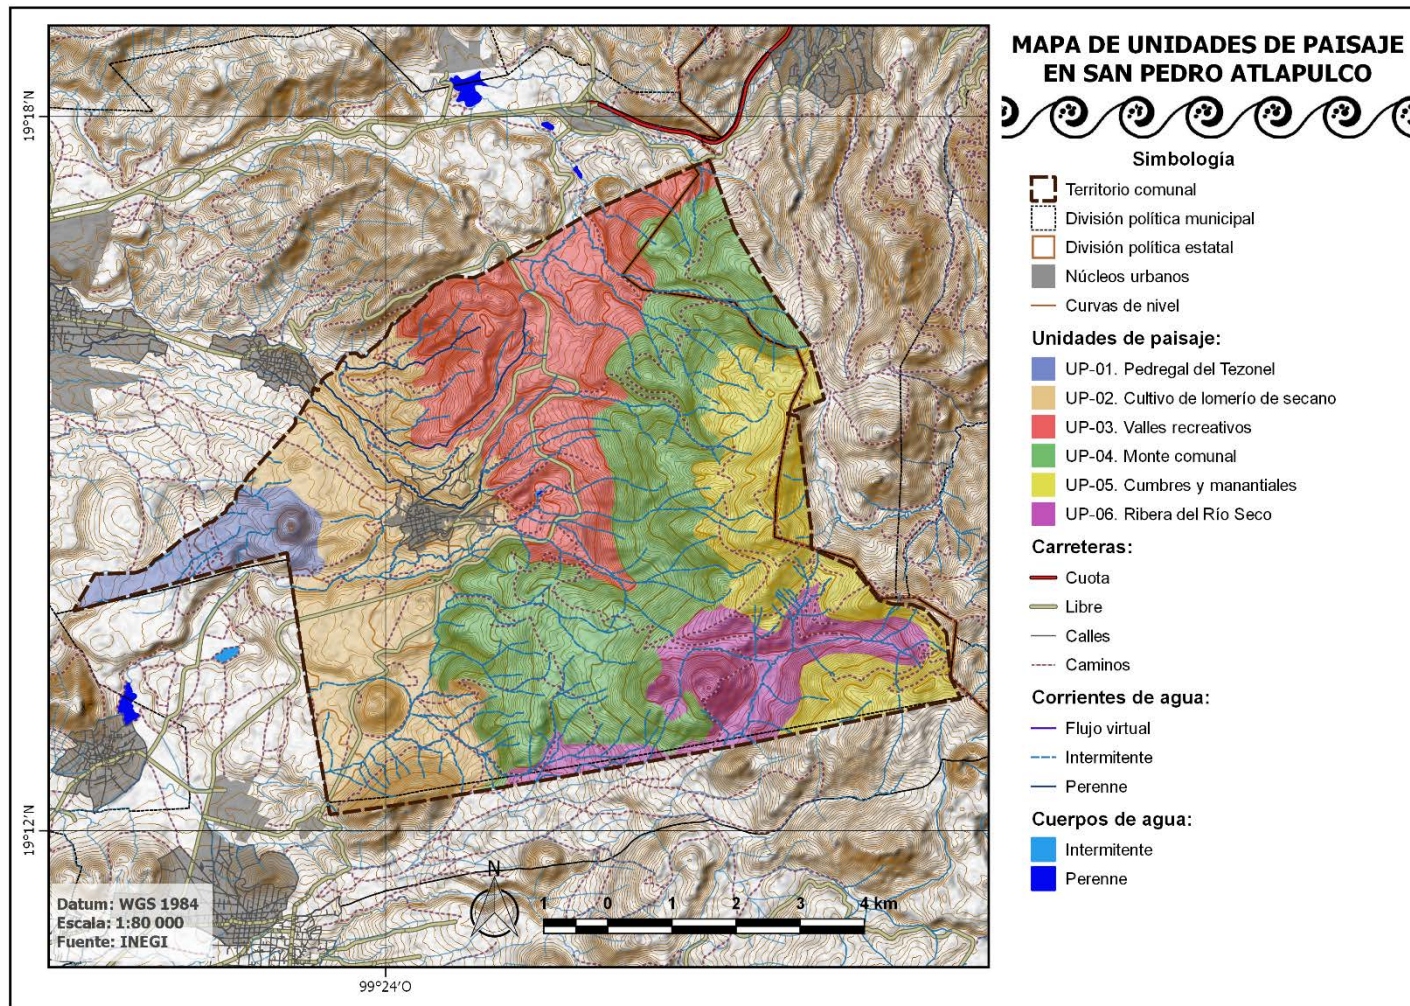 MAPA DE UNIDADES DE PAISAJE
EN SAN PEDRO ATLAPULCO
Simbología
Territorio comunal
División política municipal
División política estatal
Núcleos urbanos
Curvas de nivel
Unidades de paisaje:
UP-01. Pedregal del Tezonel
UP-02. Cultivo de lomerío de secano
UP-03. Valles recreativos
UP-04. Monte comunal
UP-05. Cumbres y manantiales
UP-06. Ribera del Río Seco
Carreteras:
Cuota
Libre
Calles
Caminos
Corrientes de agua:
Flujo virtual
Intermitente
Perenne
Cuerpos de agua:
Intermitente
Perenne
19°18'N
19°12'N
99°24'O
Datum: WGS 1984
Escala: 1:80 000
Fuente: INEGI
N
1 0 1 2 3 4 km